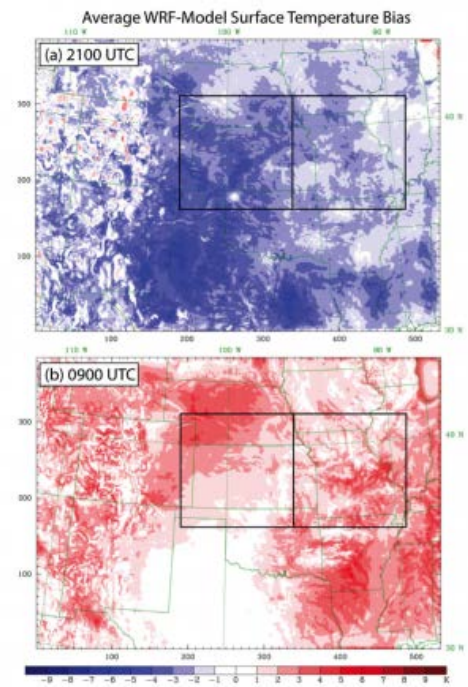 Average WRF-Model Surface Temperature Bias
110 W 100 W 90 W
(a) 2100 UTC
300
40 N
200
100
30 N
100 200 300 400 500
110 W 100 W 90 W
(b) 0900 UTC
300
40 N
200
100
30 N
100 200 300 400 500
-9 -8 -7 -6 -5 -4 -3 -2 -1 0 1 2 3 4 5 6 7 8 9 K